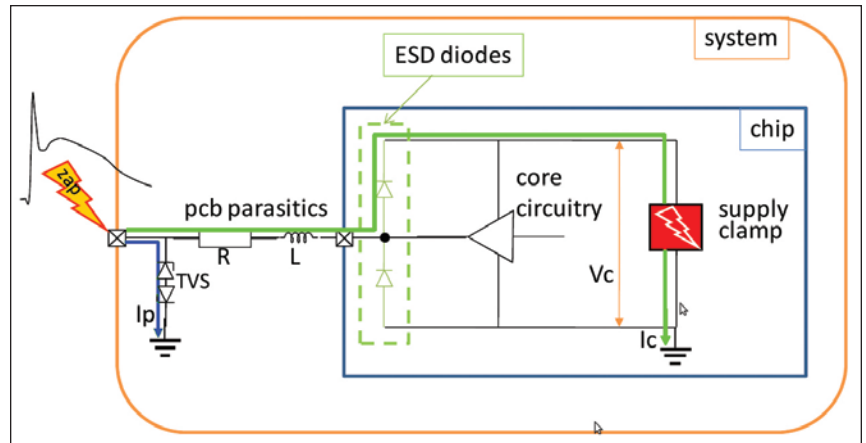 system
ESD diodes
chip
zap
pcb parasitics
core
circuitry
supply
clamp
R
L
TVS
Vc
Ip
Ic